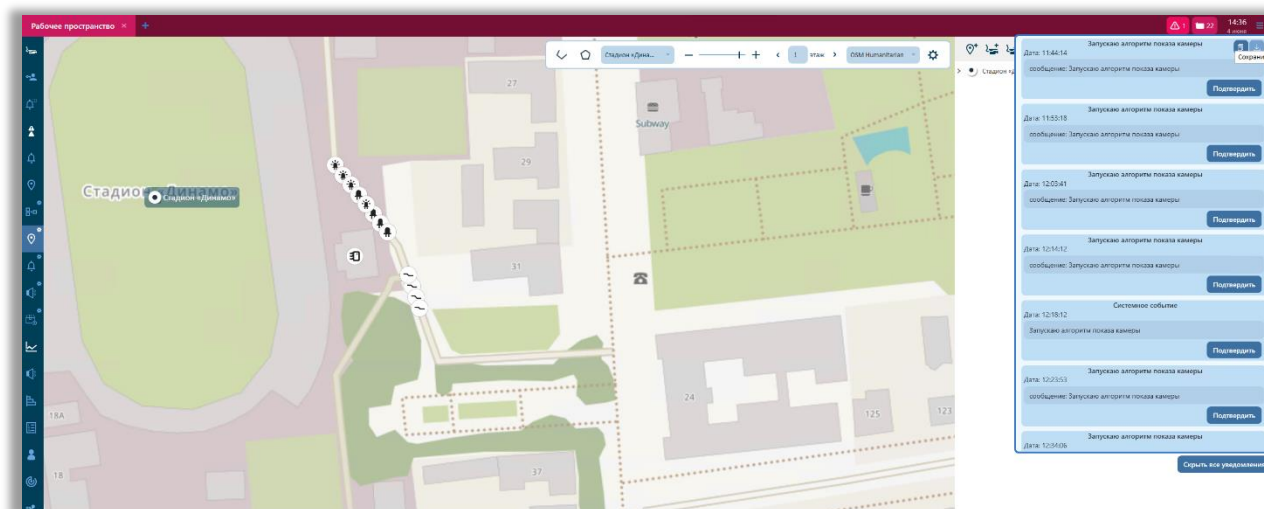 Рабочее пространство × +
1
22
14:36
4 июня
Стадион «Дина...
1 этаж
OSM Humanitarian
27
Subway
29
Стадион «Динамо»
Стадион «Динамо»
31
24
18A
18
37
125
123
Запускаю алгоритм показа камеры
Дата: 11:44:14
Сохрани
сообщение: Запускаю алгоритм показа камеры
Подтвердить
Запускаю алгоритм показа камеры
Дата: 11:53:18
сообщение: Запускаю алгоритм показа камеры
Подтвердить
Запускаю алгоритм показа камеры
Дата: 12:03:41
сообщение: Запускаю алгоритм показа камеры
Подтвердить
Запускаю алгоритм показа камеры
Дата: 12:14:12
сообщение: Запускаю алгоритм показа камеры
Подтвердить
Системное событие
Дата: 12:18:12
Запускаю алгоритм показа камеры
Подтвердить
Запускаю алгоритм показа камеры
Дата: 12:23:53
сообщение: Запускаю алгоритм показа камеры
Подтвердить
Запускаю алгоритм показа камеры
Дата: 12:34:06
Скрыть все уведомления